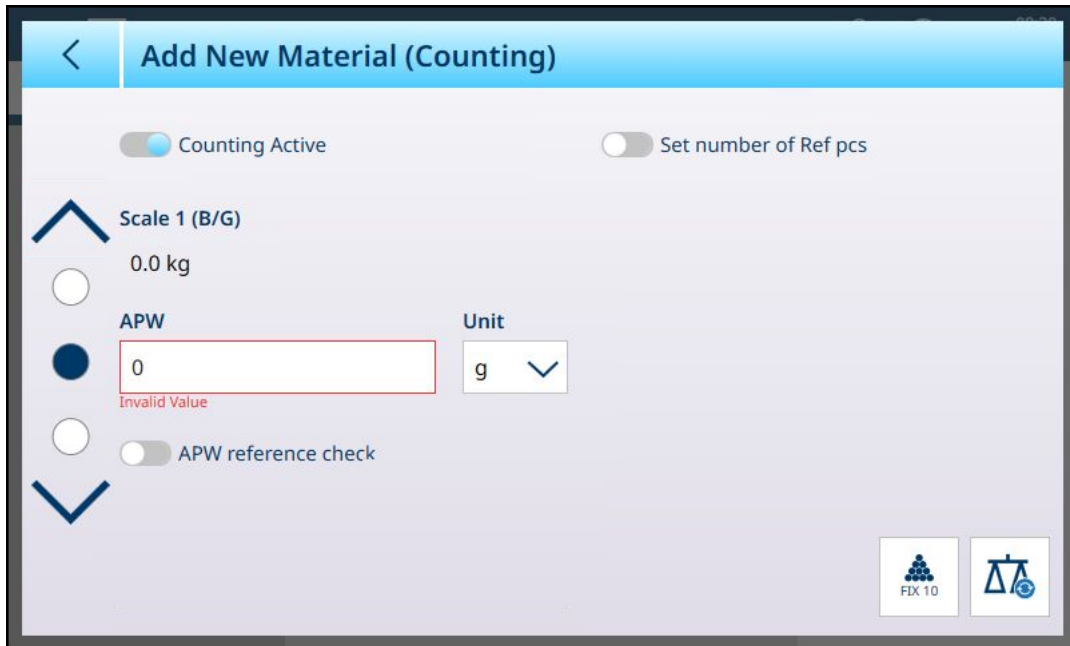 Add New Material (Counting)
Counting Active
Set number of Ref pcs
Scale 1 (B/G)
0.0 kg
APW
Unit
0
g
Invalid Value
APW reference check
FIX 10